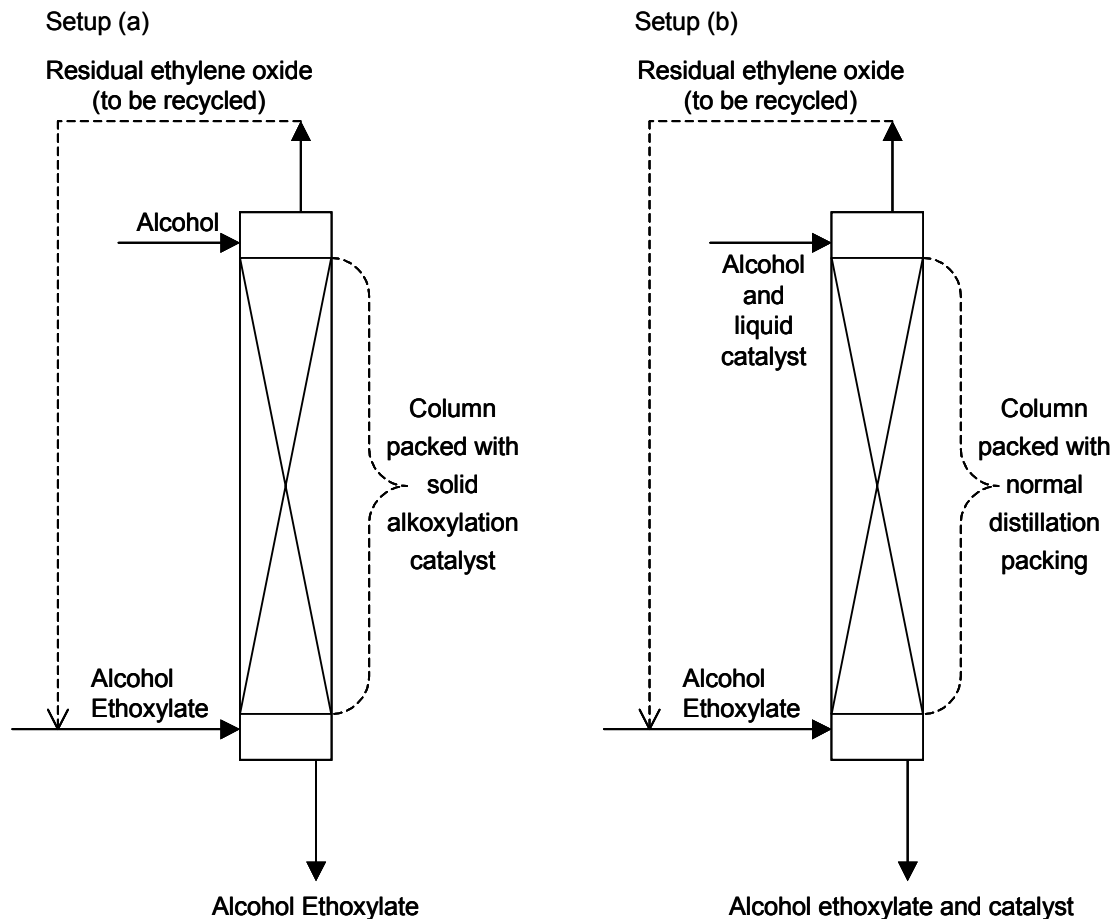 Setup (a)
Residual ethylene oxide
(to be recycled)
Alcohol
Column
packed with
solid
alkoxylation
catalyst
Alcohol
Ethoxylate
Alcohol Ethoxylate
Setup (b)
Residual ethylene oxide
(to be recycled)
Alcohol
and
liquid
catalyst
Column
packed with
normal
distillation
packing
Alcohol
Ethoxylate
Alcohol ethoxylate and catalyst